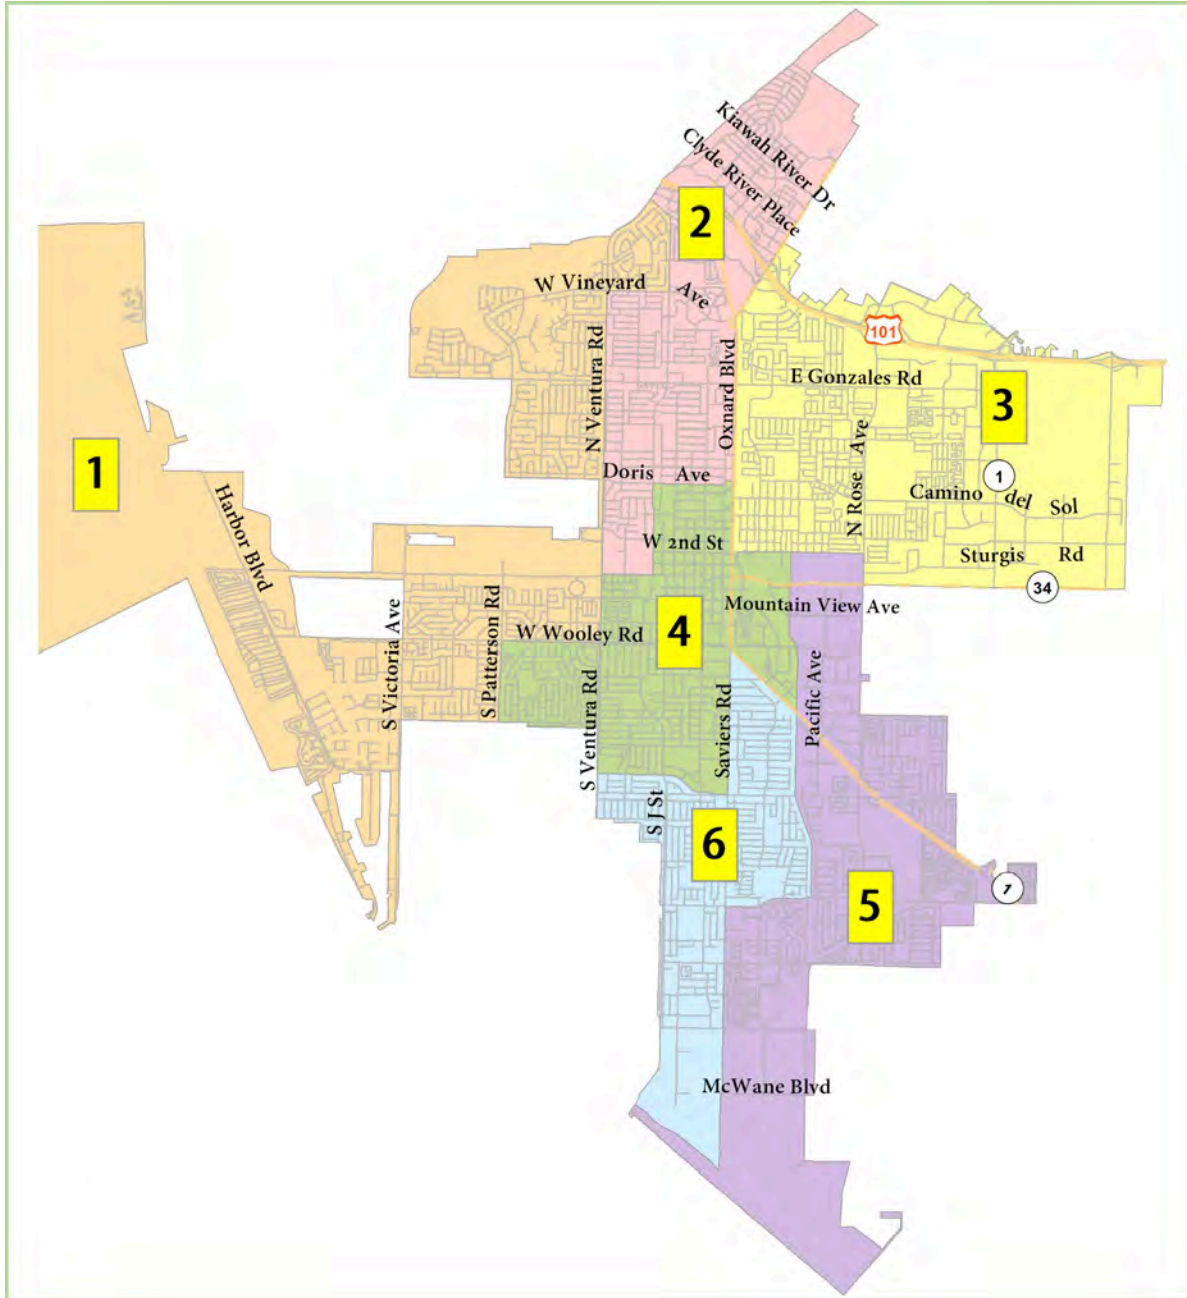 Kiawah River Dr
Clyde River Place
2
W Vineyard Ave
101
N Ventura Rd
Oxnard Blvd
E Gonzales Rd
3
1
N Rose Ave
Doris Ave
1
Camino del Sol
Harbor Blvd
W 2nd St
Sturgis Rd
34
Mountain View Ave
S Victoria Ave
S Patterson Rd
W Wooley Rd
4
S Ventura Rd
Saviers Rd
Pacific Ave
S J St
6
5
1
McWane Blvd